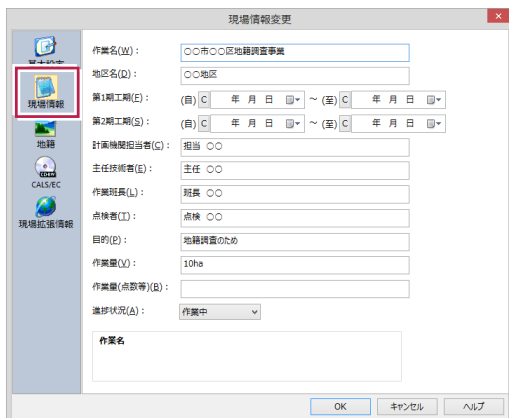 現場情報変更
基本設定
現場情報
地籍
CALS/EC
現場拡張情報
作業名(W)： ○○市○○区地籍調査事業
地区名(D)： ○○地区
第1期工期(F)： (自) C 年 月 日 ～ (至) C 年 月 日
第2期工期(S)： (自) C 年 月 日 ～ (至) C 年 月 日
計画機関担当者(C)： 担当 ○○
主任技術者(E)： 主任 ○○
作業班長(L)： 班長 ○○
点検者(T)： 点検 ○○
目的(P)： 地籍調査のため
作業量(V)： 10ha
作業量(点数等)(B)：
進捗状況(A)： 作業中
作業名
OK キャンセル ヘルプ